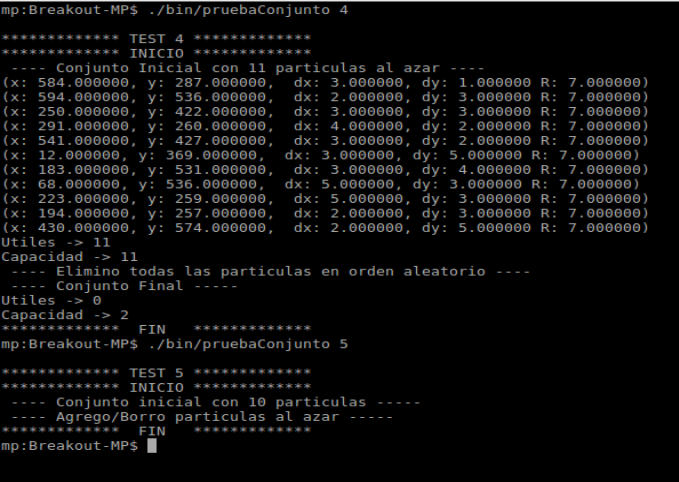 mp:Breakout-MP$ ./bin/pruebaConjunto 4
************* TEST 4 *************
************* INICIO *************
---- Conjunto Inicial con 11 particulas al azar ----
(x: 584.000000, y: 287.000000,  dx: 3.000000, dy: 1.000000 R: 7.000000)
(x: 594.000000, y: 536.000000,  dx: 2.000000, dy: 3.000000 R: 7.000000)
(x: 250.000000, y: 422.000000,  dx: 3.000000, dy: 3.000000 R: 7.000000)
(x: 291.000000, y: 260.000000,  dx: 4.000000, dy: 2.000000 R: 7.000000)
(x: 541.000000, y: 427.000000,  dx: 3.000000, dy: 2.000000 R: 7.000000)
(x: 12.000000, y: 369.000000,  dx: 3.000000, dy: 5.000000 R: 7.000000)
(x: 183.000000, y: 531.000000,  dx: 3.000000, dy: 4.000000 R: 7.000000)
(x: 68.000000, y: 536.000000,  dx: 5.000000, dy: 3.000000 R: 7.000000)
(x: 223.000000, y: 259.000000,  dx: 5.000000, dy: 3.000000 R: 7.000000)
(x: 194.000000, y: 257.000000,  dx: 2.000000, dy: 3.000000 R: 7.000000)
(x: 430.000000, y: 574.000000,  dx: 2.000000, dy: 5.000000 R: 7.000000)
Utiles -> 11
Capacidad -> 11
---- Elimino todas las particulas en orden aleatorio ----
---- Conjunto Final -----
Utiles -> 0
Capacidad -> 2
*************  FIN   *************
mp:Breakout-MP$ ./bin/pruebaConjunto 5
************* TEST 5 *************
************* INICIO *************
---- Conjunto inicial con 10 particulas -----
---- Agrego/Borro particulas al azar -----
*************  FIN   *************
mp:Breakout-MP$